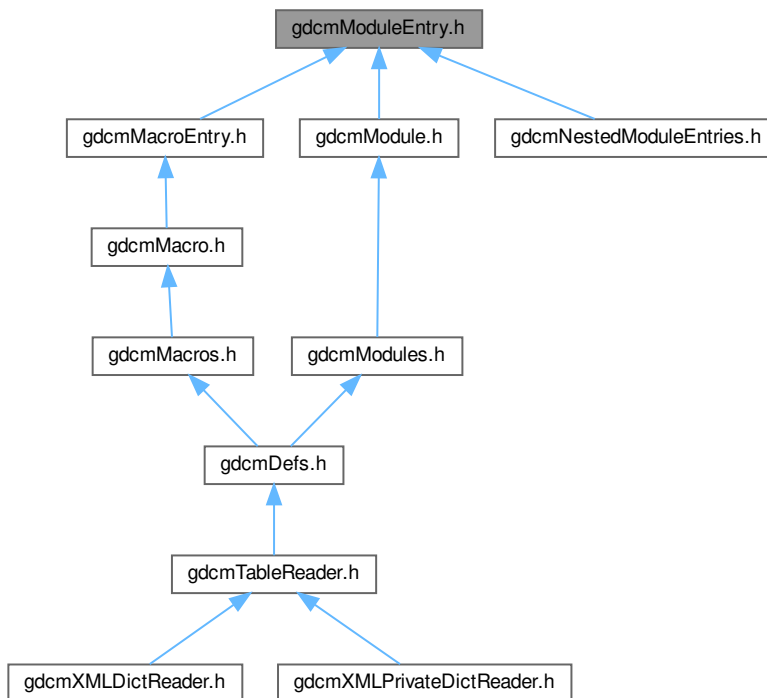 gdcmModuleEntry.h
gdcmMacroEntry.h
gdcmModule.h
gdcmNestedModuleEntries.h
gdcmMacro.h
gdcmMacros.h
gdcmModules.h
gdcmDefs.h
gdcmTableReader.h
gdcmXMLDictReader.h
gdcmXMLPrivateDictReader.h